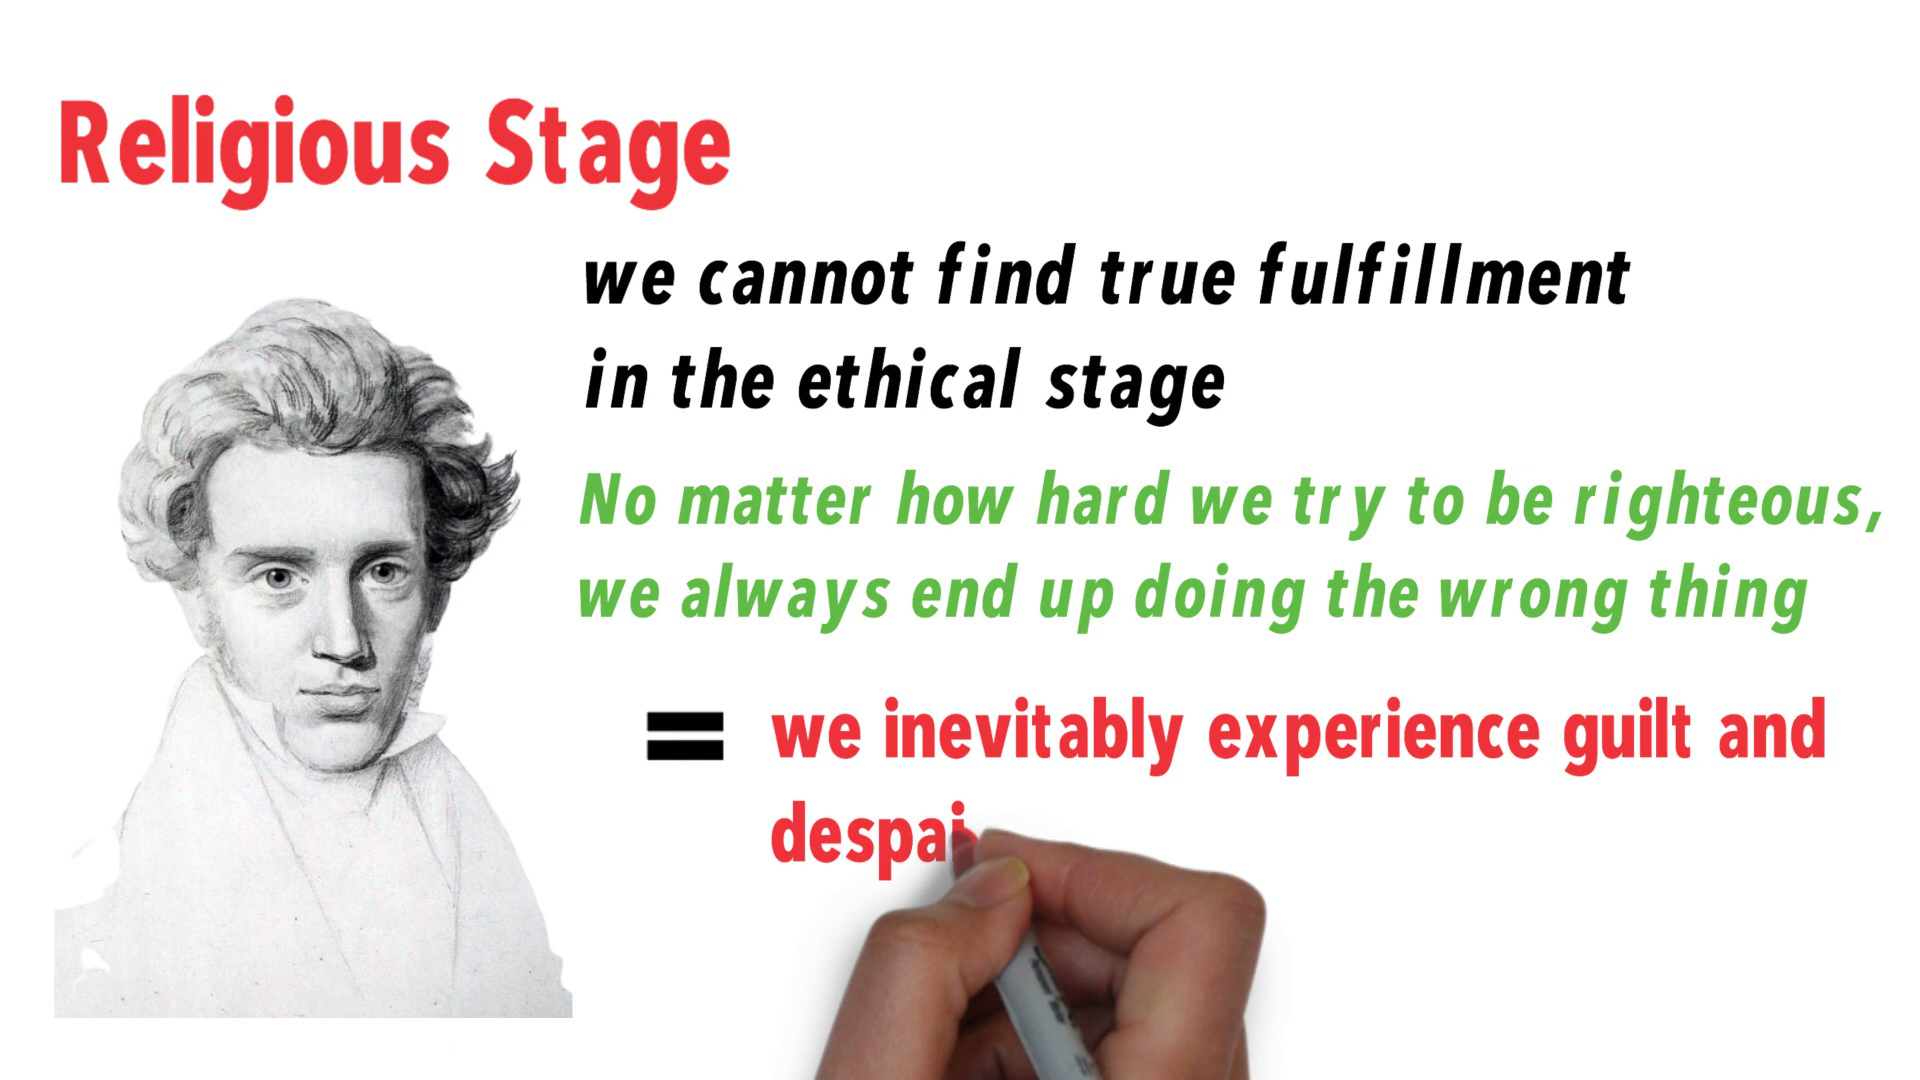 Religious Stage
we cannot find true fulfillment
in the ethical stage
No matter how hard we try to be righteous,
we always end up doing the wrong thing
= we inevitably experience guilt and
despai